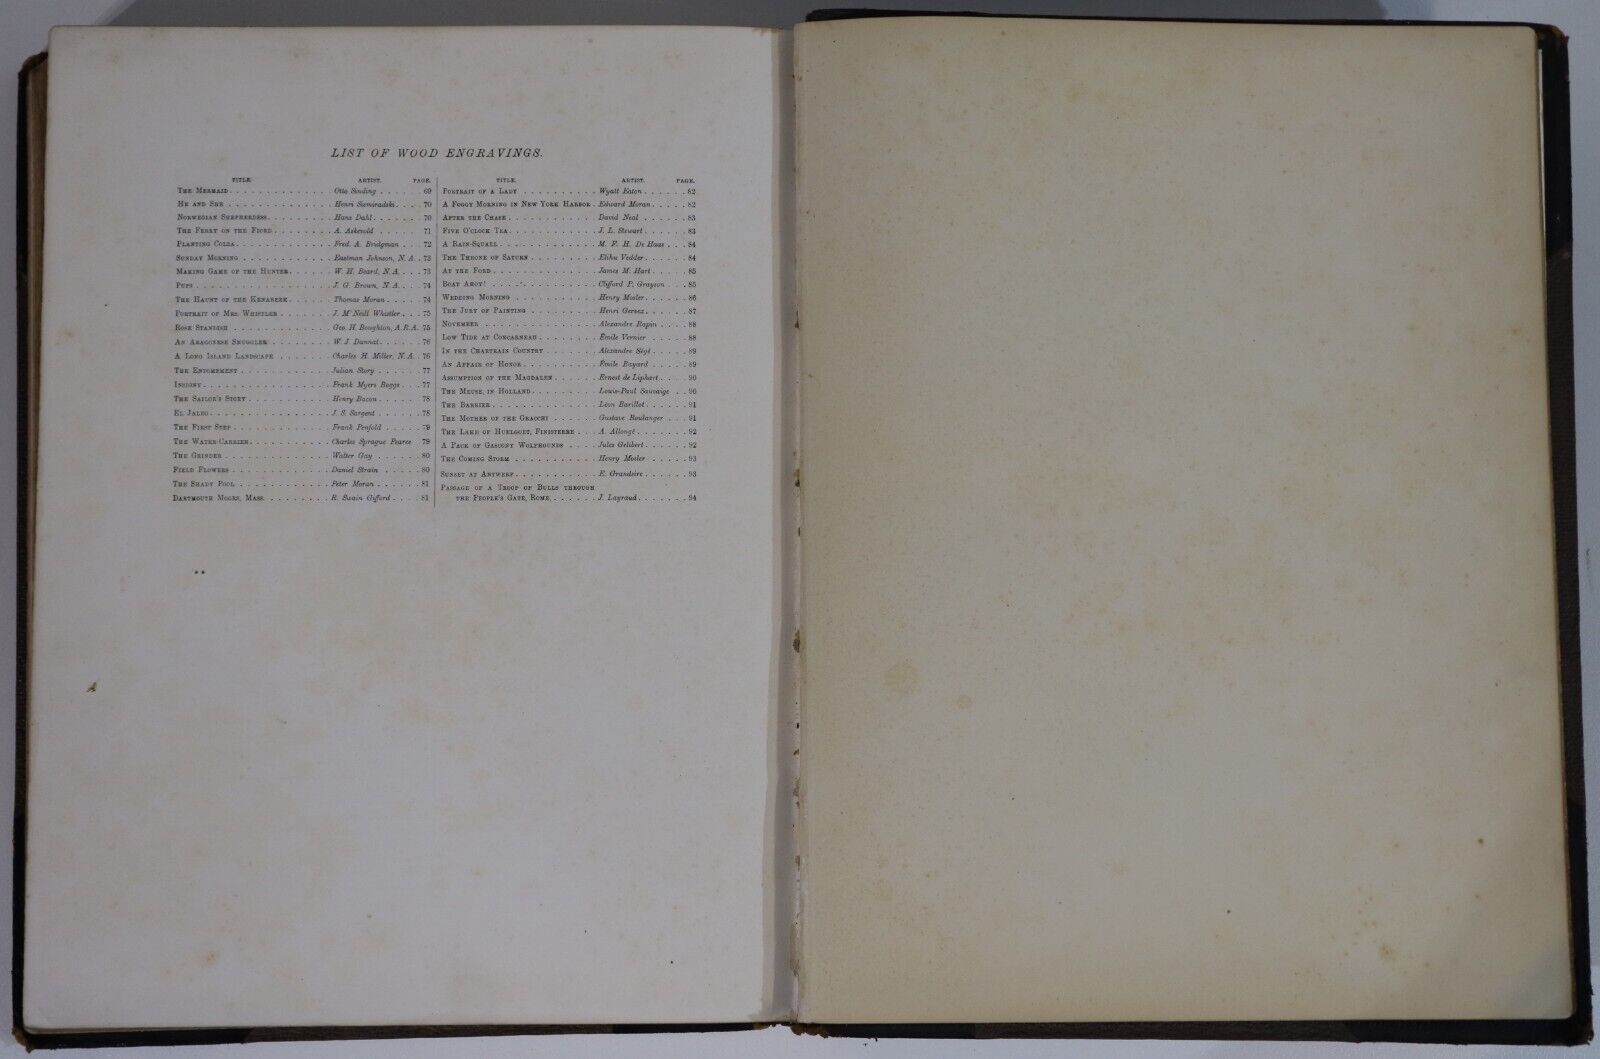 LIST OF WOOD ENGRAVINGS.
TITLE. ARTIST. PAGE.
THE MERMAID. . . . . . . . . . . . . Otto Sinding . . . . . . 69
HE AND SHE . . . . . . . . . . . . . Henri Siemiradski. . . . . 70
NORWEGIAN SHEPHERDESS. . . . . . . . Hans Dahl. . . . . . . 70
THE FERRY ON THE FJORD . . . . . . . A. Askevold . . . . . . 71
PLANTING COLZA. . . . . . . . . . . . Fred. A. Bridgman . . . 72
SUNDAY MORNING . . . . . . . . . . . Eastman Johnson, N. A. . 73
MAKING GAME OF THE HUNTER. . . . . . W. H. Beard, N. A. . . . 73
PUPS . . . . . . . . . . . . . . . . J. G. Brown, N. A. . . . 74
THE HAUNT OF THE KENABEEK. . . . . . Thomas Moran . . . . . 74
PORTRAIT OF MRS. WHISTLER . . . . . . J. McNeill Whistler. . . . 75
ROSE STANDISH . . . . . . . . . . . . Geo. H. Boughton, A.R.A. 75
AN ARAGONESE SMUGGLER. . . . . . . . W. J. Dannat. . . . . . 76
A LONG ISLAND LANDSCAPE . . . . . . Charles H. Miller, N. A. . 76
THE ENTOMBMENT . . . . . . . . . . . Julian Story . . . . . . 77
ISIGNY. . . . . . . . . . . . . . . . Frank Myers Boggs . . . . 77
THE SAILOR'S STORY . . . . . . . . . Henry Bacon. . . . . . 78
EL JALEO. . . . . . . . . . . . . . . J. S. Sargent . . . . . . 78
THE FIRST STEP . . . . . . . . . . . Frank Penfold . . . . . 79
THE WATER-CARRIER. . . . . . . . . . Charles Sprague Pearce 79
THE GRINDER . . . . . . . . . . . . . Walter Gay . . . . . . 80
FIELD FLOWERS . . . . . . . . . . . . Daniel Strain . . . . . 80
THE SHADY POOL . . . . . . . . . . . Peter Moran . . . . . . 81
DARTMOUTH MOORS, MASS. . . . . . . . R. Swain Gifford . . . . 81
TITLE. ARTIST. PAGE.
PORTRAIT OF A LADY . . . . . . . . . . Wyatt Eaton . . . . . . 82
A FOGGY MORNING IN NEW YORK HARBOR . Edward Moran. . . . . 82
AFTER THE CHASE . . . . . . . . . . . David Neal . . . . . . 83
FIVE O'CLOCK TEA. . . . . . . . . . . J. L. Stewart . . . . . . 83
A RAIN-SQUALL . . . . . . . . . . . . M. F. H. De Haas . . . 84
THE THRONE OF SATURN . . . . . . . . Elihu Vedder. . . . . . 84
AT THE FORD. . . . . . . . . . . . . James M. Hart . . . . . 85
BOAT AHOY! . . . . . . . . . . . . . Clifford P. Grayson . . . 85
WEDDING MORNING . . . . . . . . . . . Henry Mosler. . . . . . 86
THE JURY OF PAINTING . . . . . . . . Henri Gervex . . . . . . 87
NOVEMBER . . . . . . . . . . . . . . Alexandre Rapin . . . . 88
LOW TIDE AT CONCARNEAU . . . . . . . Émile Vernier . . . . . 88
IN THE CHARTRAIN COUNTRY . . . . . . Alexandre Ségé . . . . . 89
AN AFFAIR OF HONOR . . . . . . . . . Émile Bayard . . . . . 89
ASSUMPTION OF THE MAGDALEN . . . . . Ernest de Liphart. . . . . 90
THE MEUSE, IN HOLLAND. . . . . . . . Louis-Paul Sauvaige . . 90
THE BARRIER. . . . . . . . . . . . . Léon Barillot. . . . . . 91
THE MOTHER OF THE GRACCHI . . . . . Gustave Boulanger . . . . 91
THE LAKE OF HUELGOET, FINISTERRE . . . A. Allongé . . . . . . 92
A PACK OF GASCONY WOLFHOUNDS . . . . Jules Gelibert . . . . . . 92
THE COMING STORM . . . . . . . . . . Henry Mosler . . . . . . 93
SUNSET AT ANTWERP . . . . . . . . . . E. Grandsire . . . . . . 93
PASSAGE OF A TROOP OF BULLS THROUGH
THE PEOPLE'S GATE, ROME, . . . . . . J. Layraud . . . . . . . 94